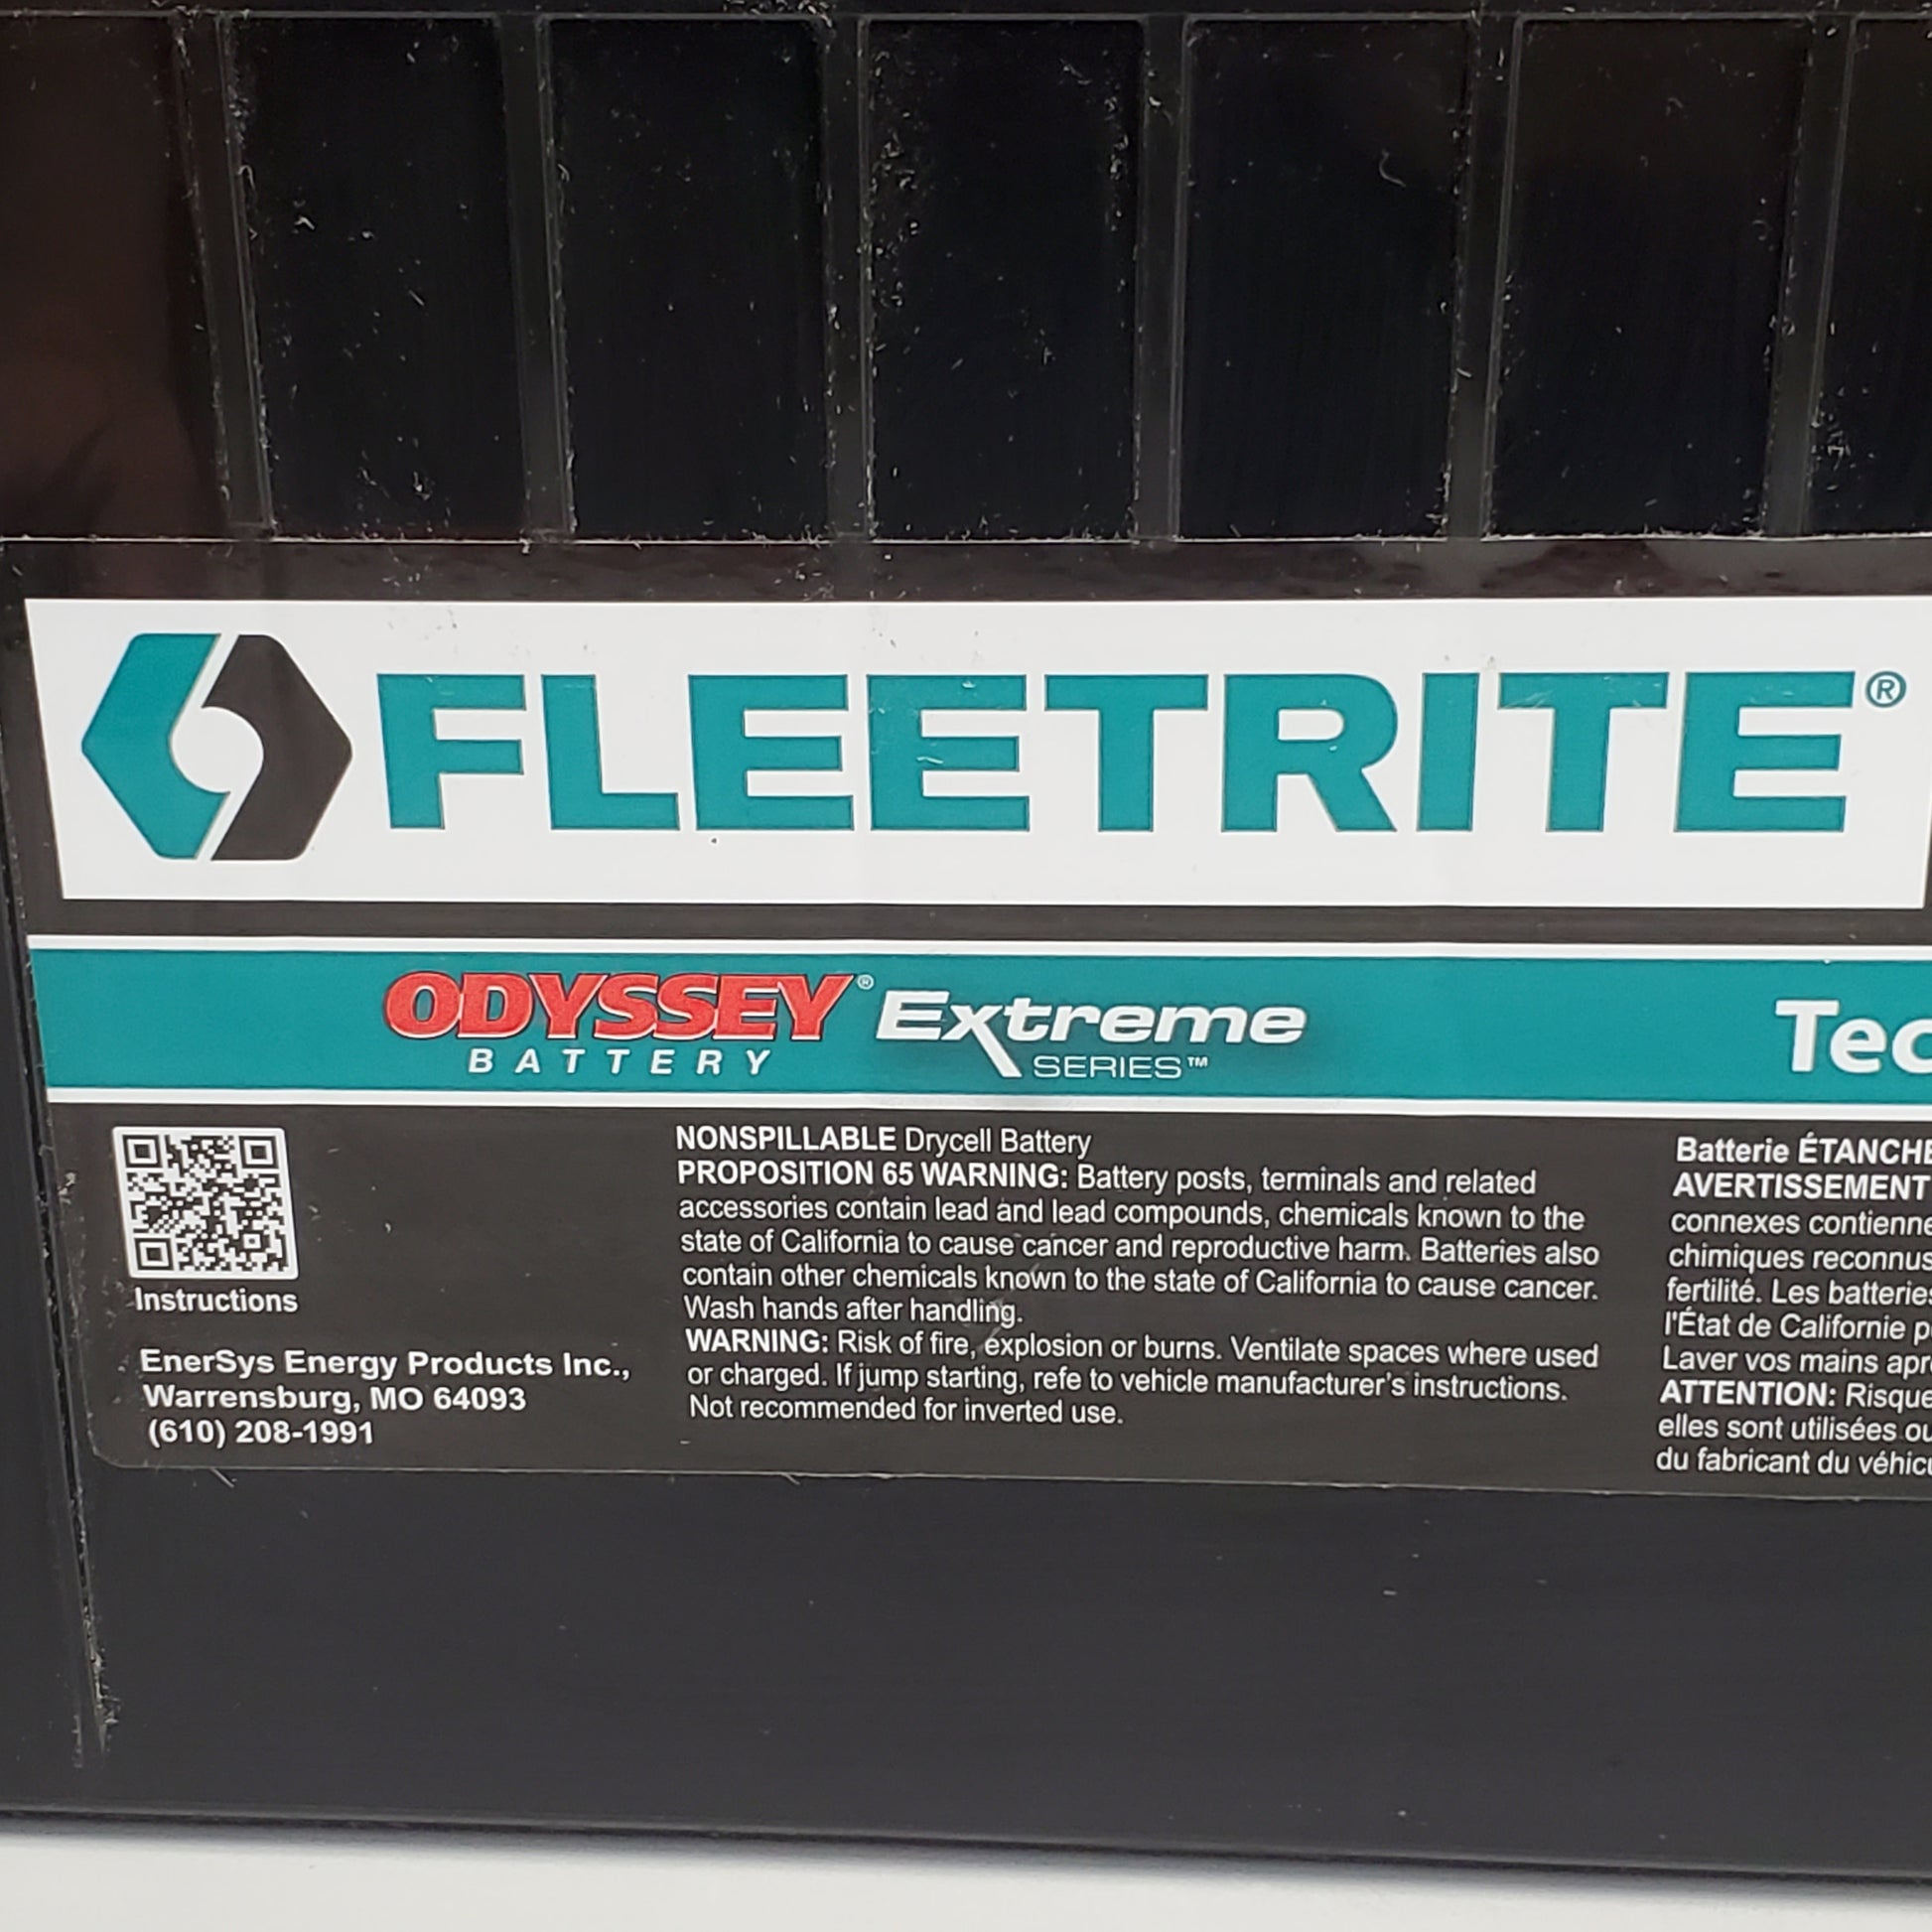 FLEETRITE®
ODYSSEY® Extreme
BATTERY SERIES™
Tec
Instructions
EnerSys Energy Products Inc.,
Warrensburg, MO 64093
(610) 208-1991
NONSPILLABLE Drycell Battery
PROPOSITION 65 WARNING: Battery posts, terminals and related
accessories contain lead and lead compounds, chemicals known to the
state of California to cause cancer and reproductive harm. Batteries also
contain other chemicals known to the state of California to cause cancer.
Wash hands after handling.
WARNING: Risk of fire, explosion or burns. Ventilate spaces where used
or charged. If jump starting, refe to vehicle manufacturer's instructions.
Not recommended for inverted use.
Batterie ÉTANCHE
AVERTISSEMENT
connexes contienne
chimiques reconnus
fertilité. Les batteries
l'État de Californie p
Laver vos mains apr
ATTENTION: Risque
elles sont utilisées ou
du fabricant du véhicu